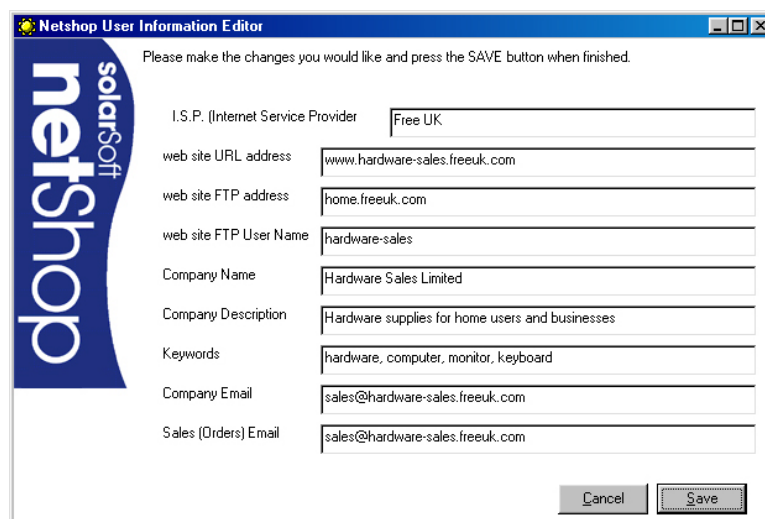 Netshop User Information Editor
Please make the changes you would like and press the SAVE button when finished.
solarSoft
netShop
I.S.P. (Internet Service Provider
Free UK
web site URL address
www.hardware-sales.freeuk.com
web site FTP address
home.freeuk.com
web site FTP User Name
hardware-sales
Company Name
Hardware Sales Limited
Company Description
Hardware supplies for home users and businesses
Keywords
hardware, computer, monitor, keyboard
Company Email
sales@hardware-sales.freeuk.com
Sales (Orders) Email
sales@hardware-sales.freeuk.com
Cancel
Save